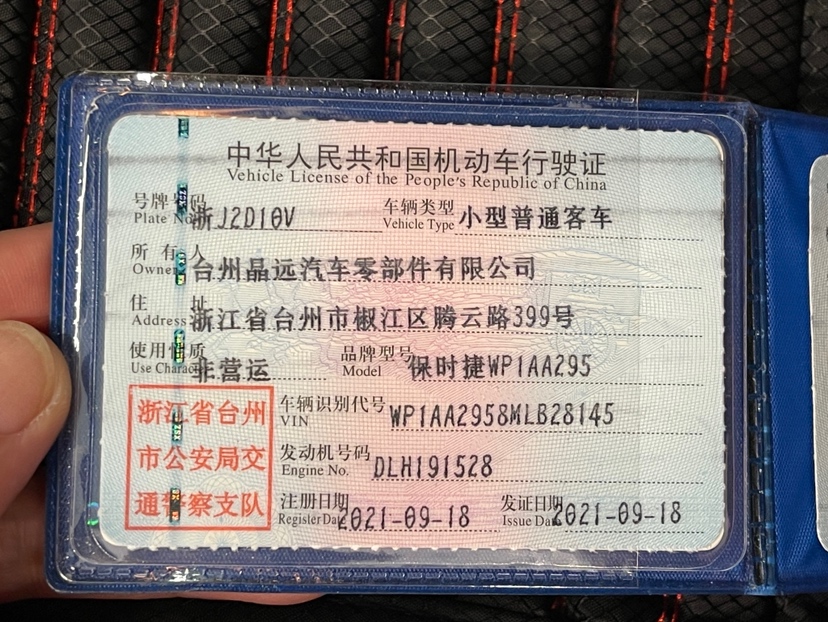 中华人民共和国机动车行驶证
Vehicle License of the People's Republic of China
号牌号码 浙J2D10V 车辆类型 小型普通客车
Plate No. Vehicle Type
所有人 台州晶远汽车零部件有限公司
Owner
住址 浙江省台州市椒江区腾云路399号
Address
使用性质 非营运 品牌型号 保时捷WP1AA295
Use Character Model
浙江省台州
市公安局交
通警察支队
车辆识别代号 WP1AA2958MLB28145
VIN
发动机号码 DLH191528
Engine No.
注册日期 2021-09-18 发证日期 2021-09-18
Register Date Issue Date